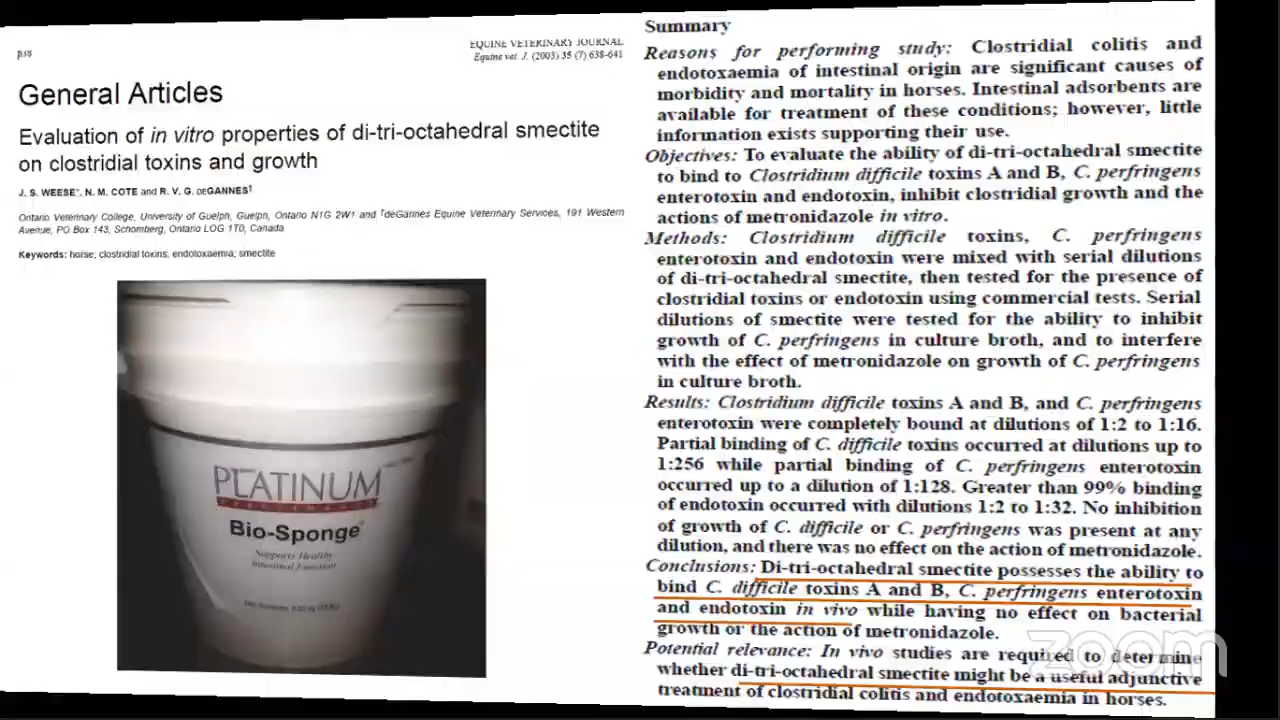 EQUINE VETERINARY JOURNAL
Equine vet. J. (2003) 35 (7) 638-641
General Articles
Evaluation of in vitro properties of di-tri-octahedral smectite
on clostridial toxins and growth
J. S. WEESE*, N. M. COTE and R. V. G. DEGANNES†
Ontario Veterinary College, University of Guelph, Guelph, Ontario N1G 2W1 and †deGannes Equine Veterinary Services, 191 Western
Avenue, PO Box 143, Schomberg, Ontario LOG 1T0, Canada
Keywords: horse; clostridial toxins; endotoxaemia; smectite
PLATINUM
PERFORMANCE
Bio-Sponge
Supports Healthy
Intestinal Function
Summary
Reasons for performing study: Clostridial colitis and
endotoxaemia of intestinal origin are significant causes of
morbidity and mortality in horses. Intestinal adsorbents are
available for treatment of these conditions; however, little
information exists supporting their use.
Objectives: To evaluate the ability of di-tri-octahedral smectite
to bind to Clostridium difficile toxins A and B, C. perfringens
enterotoxin and endotoxin, inhibit clostridial growth and the
actions of metronidazole in vitro.
Methods: Clostridium difficile toxins, C. perfringens
enterotoxin and endotoxin were mixed with serial dilutions
of di-tri-octahedral smectite, then tested for the presence of
clostridial toxins or endotoxin using commercial tests. Serial
dilutions of smectite were tested for the ability to inhibit
growth of C. perfringens in culture broth, and to interfere
with the effect of metronidazole on growth of C. perfringens
in culture broth.
Results: Clostridium difficile toxins A and B, and C. perfringens
enterotoxin were completely bound at dilutions of 1:2 to 1:16.
Partial binding of C. difficile toxins occurred at dilutions up to
1:256 while partial binding of C. perfringens enterotoxin
occurred up to a dilution of 1:128. Greater than 99% binding
of endotoxin occurred with dilutions 1:2 to 1:32. No inhibition
of growth of C. difficile or C. perfringens was present at any
dilution, and there was no effect on the action of metronidazole.
Conclusions: Di-tri-octahedral smectite possesses the ability to
bind C. difficile toxins A and B, C. perfringens enterotoxin
and endotoxin in vivo while having no effect on bacterial
growth or the action of metronidazole.
Potential relevance: In vivo studies are required to determine
whether di-tri-octahedral smectite might be a useful adjunctive
treatment of clostridial colitis and endotoxaemia in horses.
zoom